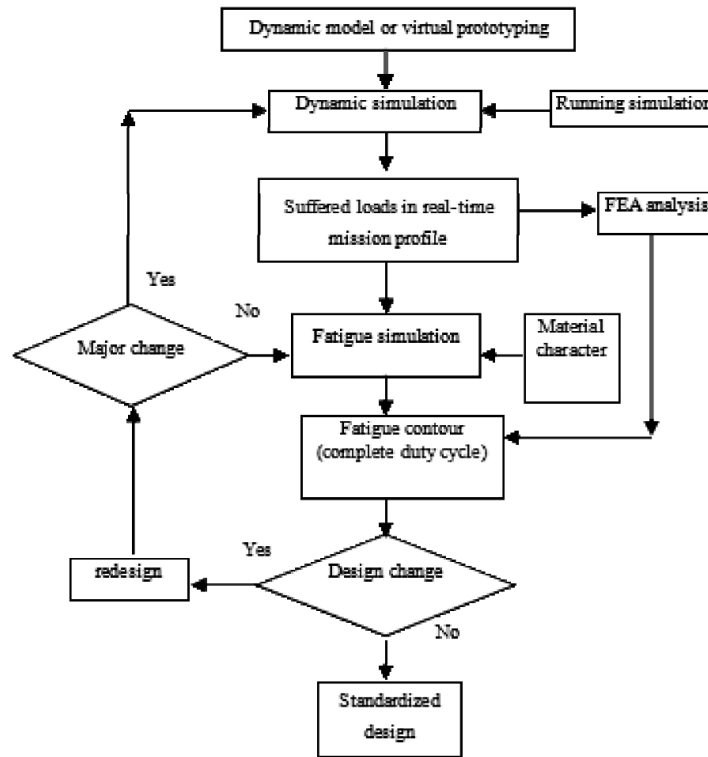 Dynamic model or virtual prototyping
Dynamic simulation
Running simulation
Suffered loads in real-time
mission profile
FEA analysis
Yes
No
Major change
Fatigue simulation
Material
character
Fatigue contour
(complete duty cycle)
Yes
redesign
Design change
No
Standardized
design